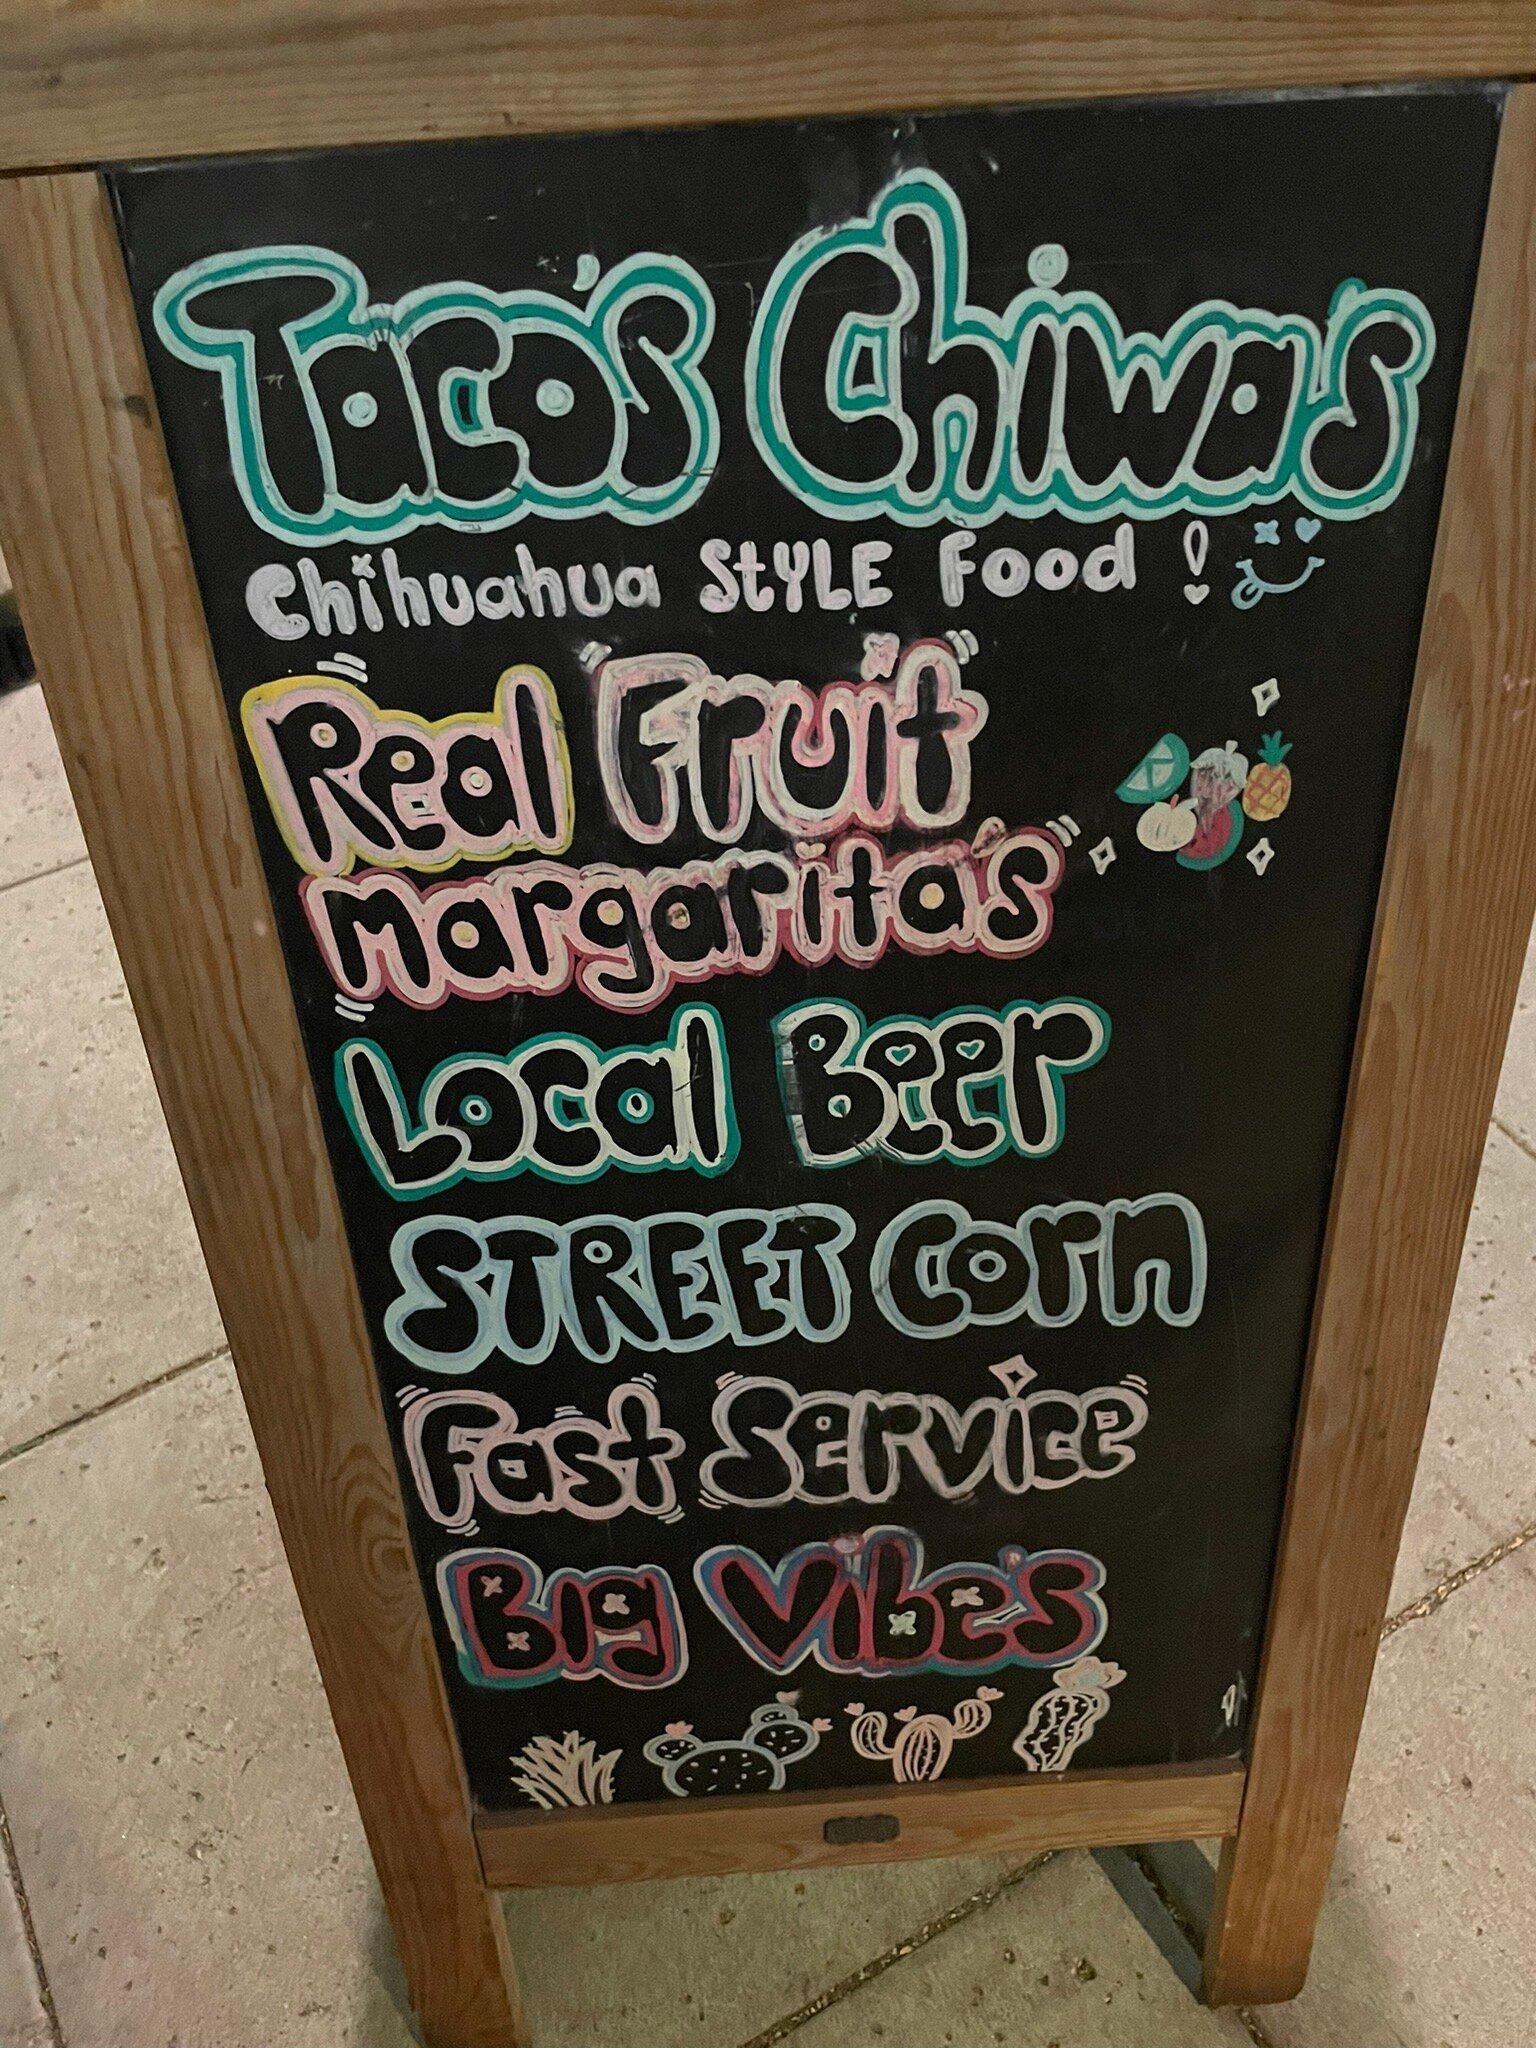 Taco's Chiwa's
Chihuahua STYLE Food !
Real Fruit
Margarita's
Local Beer
STREET Corn
Fast Service
Big Vibe's